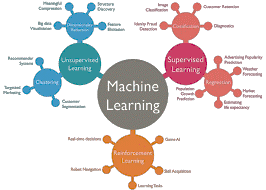 Meaningful
Compression
Structure
Discovery
Big data
Visualisation
Dimensionality
Reduction
Feature
Elicitation
Recommender
Systems
Unsupervised
Learning
Clustering
Targeted
Marketing
Customer
Segmentation
Machine
Learning
Image
Classification
Customer Retention
Identity Fraud
Detection
Classification
Diagnostics
Supervised
Learning
Advertising Popularity
Prediction
Weather
Forecasting
Regression
Population
Growth
Prediction
Market
Forecasting
Estimating
life expectancy
Real-time decisions
Game AI
Reinforcement
Learning
Robot Navigation
Skill Acquisition
Learning Tasks